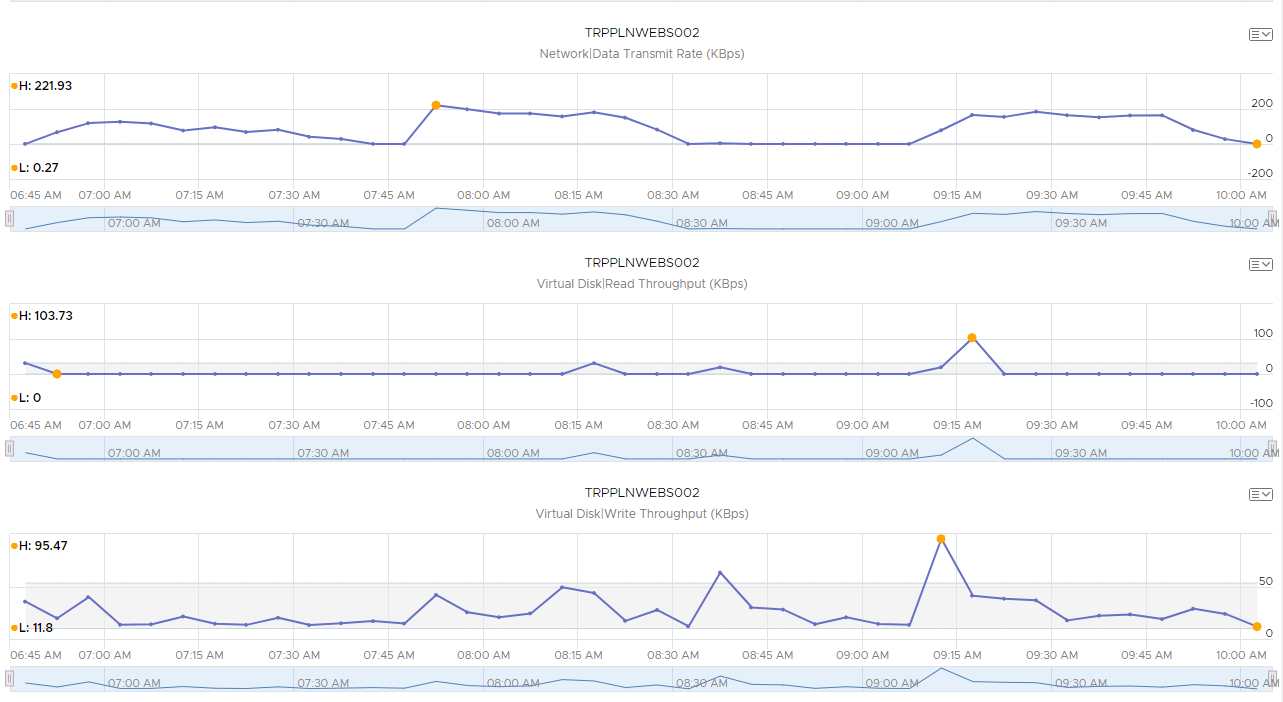 TRPPLNWEBS002
Network|Data Transmit Rate (KBps)
H: 221.93
200
0
L: 0.27
-200
06:45 AM 07:00 AM 07:15 AM 07:30 AM 07:45 AM 08:00 AM 08:15 AM 08:30 AM 08:45 AM 09:00 AM 09:15 AM 09:30 AM 09:45 AM 10:00 AM
07:00 AM 07:30 AM 08:00 AM 08:30 AM 09:00 AM 09:30 AM 10:00 AM
TRPPLNWEBS002
Virtual Disk|Read Throughput (KBps)
H: 103.73
100
0
L: 0
-100
06:45 AM 07:00 AM 07:15 AM 07:30 AM 07:45 AM 08:00 AM 08:15 AM 08:30 AM 08:45 AM 09:00 AM 09:15 AM 09:30 AM 09:45 AM 10:00 AM
07:00 AM 07:30 AM 08:00 AM 08:30 AM 09:00 AM 09:30 AM 10:00 AM
TRPPLNWEBS002
Virtual Disk|Write Throughput (KBps)
H: 95.47
50
L: 11.8
0
06:45 AM 07:00 AM 07:15 AM 07:30 AM 07:45 AM 08:00 AM 08:15 AM 08:30 AM 08:45 AM 09:00 AM 09:15 AM 09:30 AM 09:45 AM 10:00 AM
07:00 AM 07:30 AM 08:00 AM 08:30 AM 09:00 AM 09:30 AM 10:00 AM